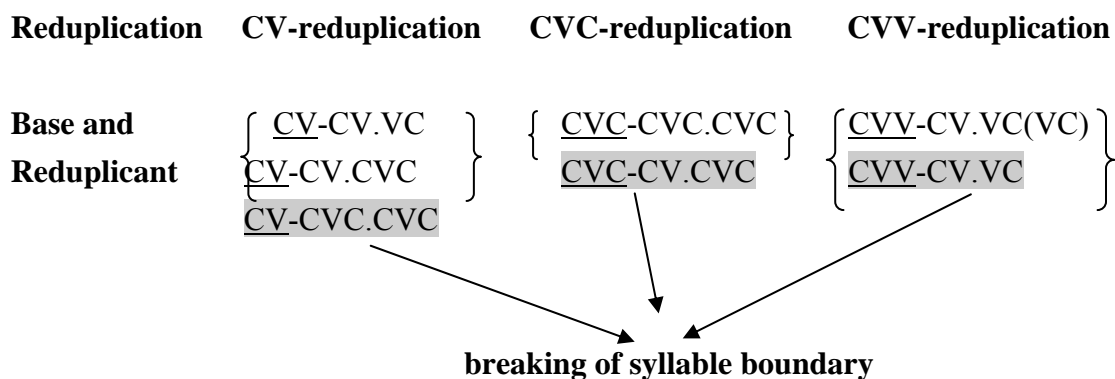 Reduplication CV-reduplication CVC-reduplication CVV-reduplication
Base and CV-CV.VC CVC-CVC.CVC CVV-CV.VC(VC)
Reduplicant CV-CV.CVC CVC-CV.CVC CVV-CV.VC
CV-CVC.CVC
breaking of syllable boundary